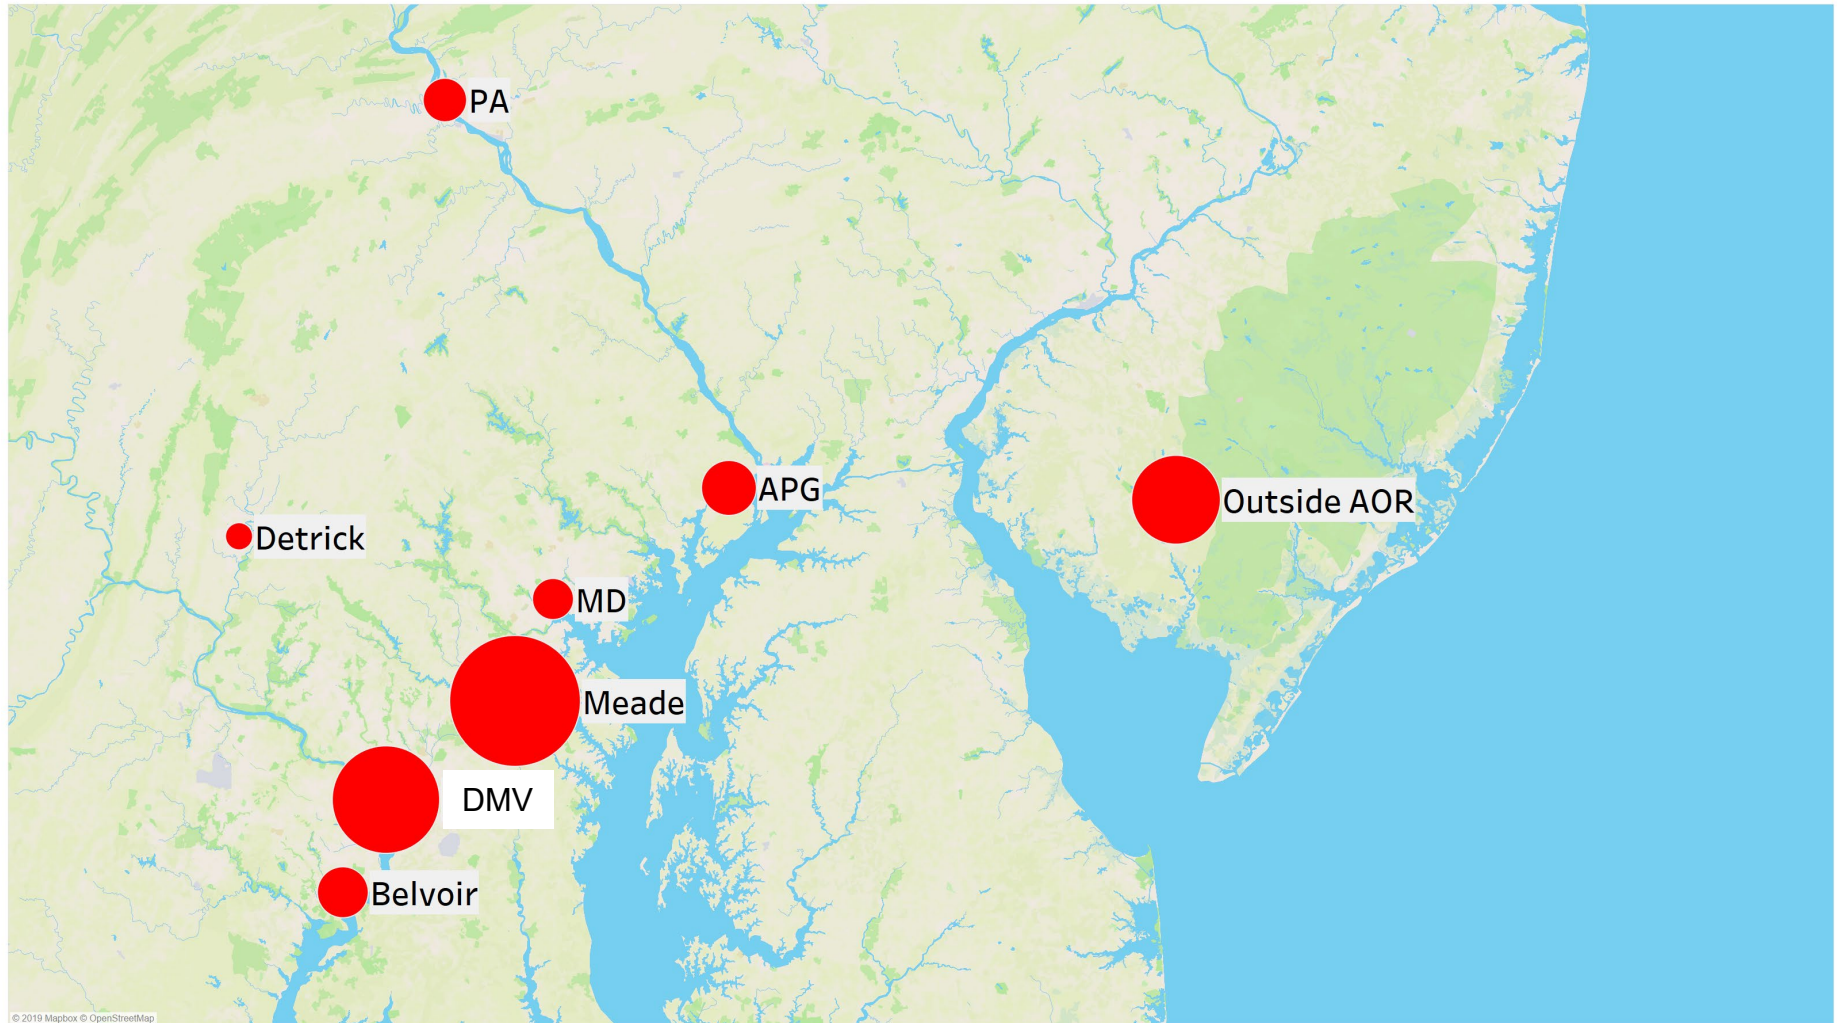 PA
APG
Outside AOR
Detrick
MD
Meade
DMV
Belvoir
© 2019 Mapbox © OpenStreetMap